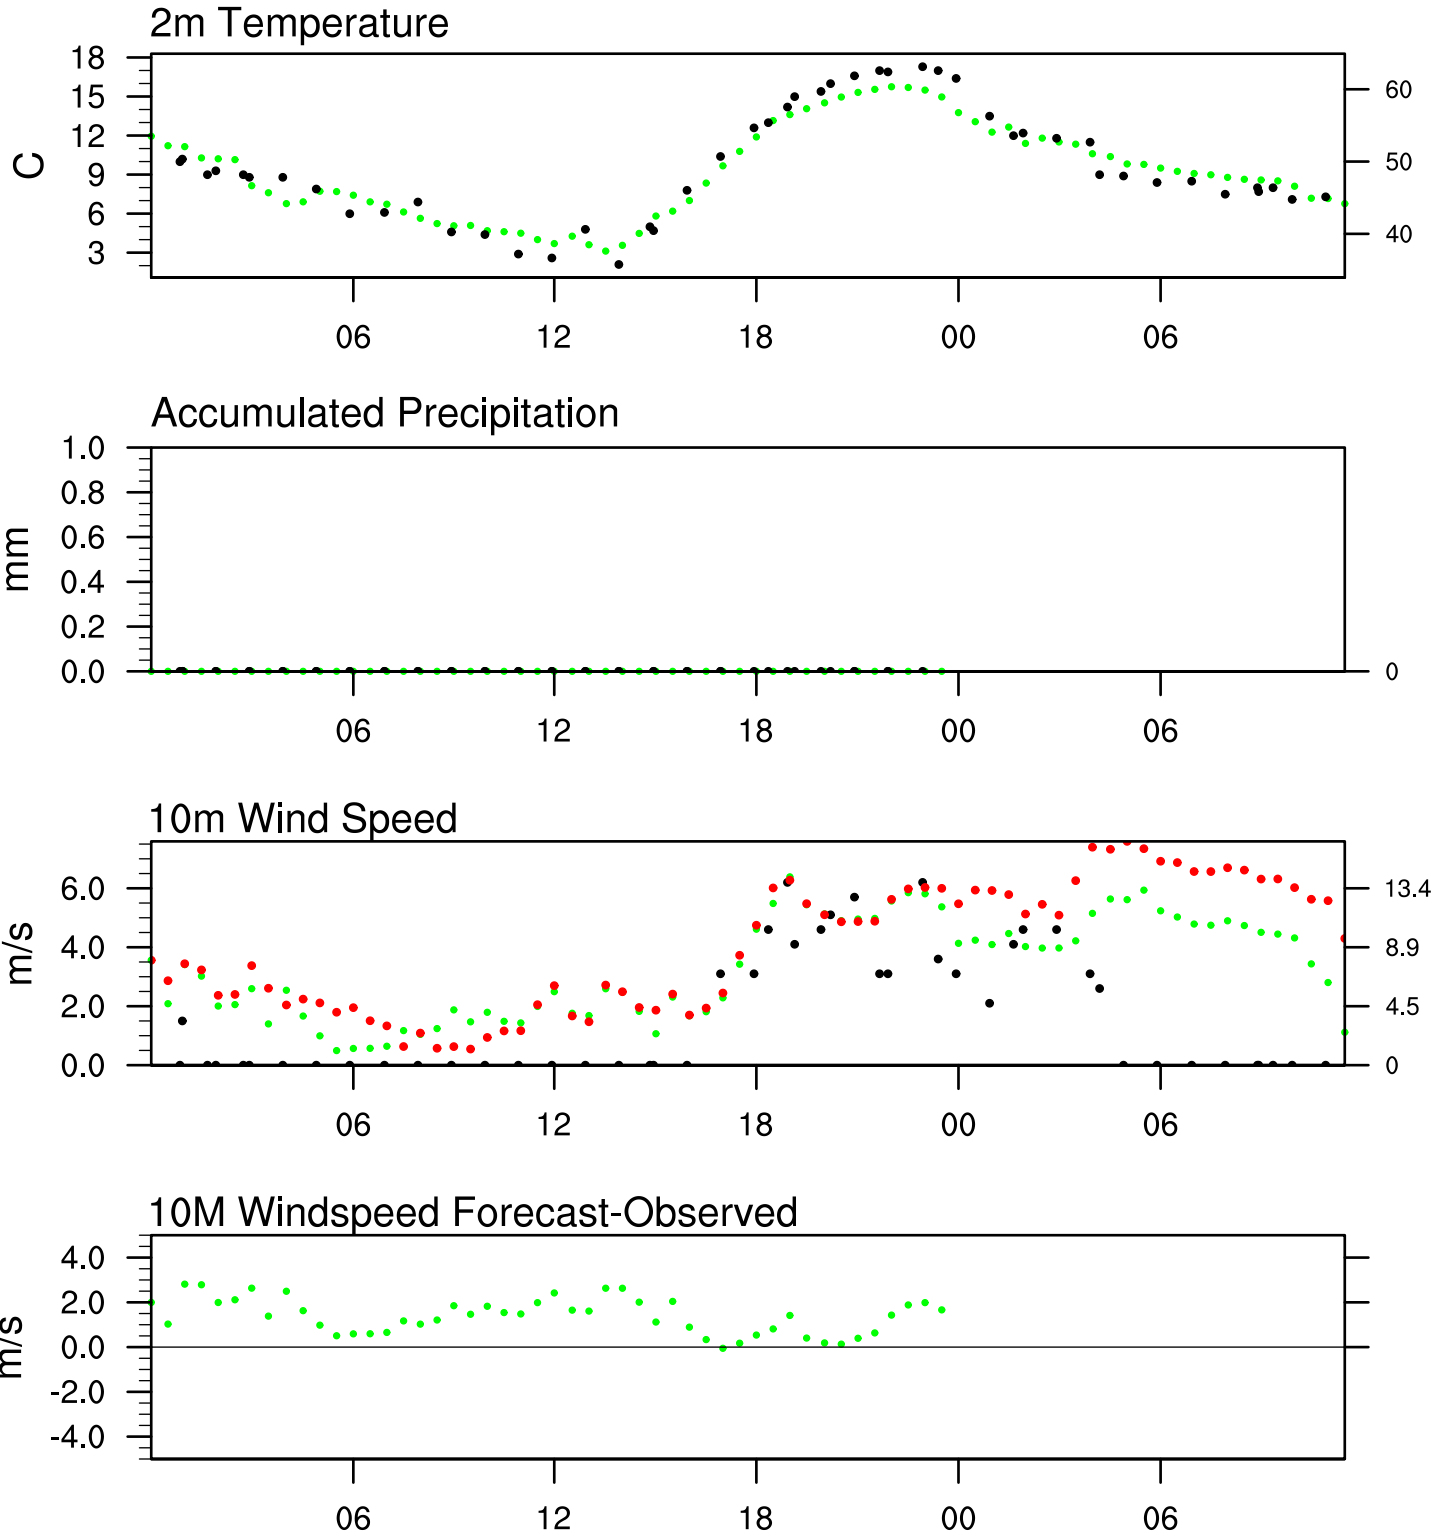 2m Temperature
18
15
12
9
6
3
C
60
50
40
06 12 18 00 06
Accumulated Precipitation
1.0
0.8
0.6
0.4
0.2
0.0
mm
0
06 12 18 00 06
10m Wind Speed
6.0
4.0
2.0
0.0
m/s
13.4
8.9
4.5
0
06 12 18 00 06
10M Windspeed Forecast-Observed
4.0
2.0
0.0
-2.0
-4.0
m/s
06 12 18 00 06